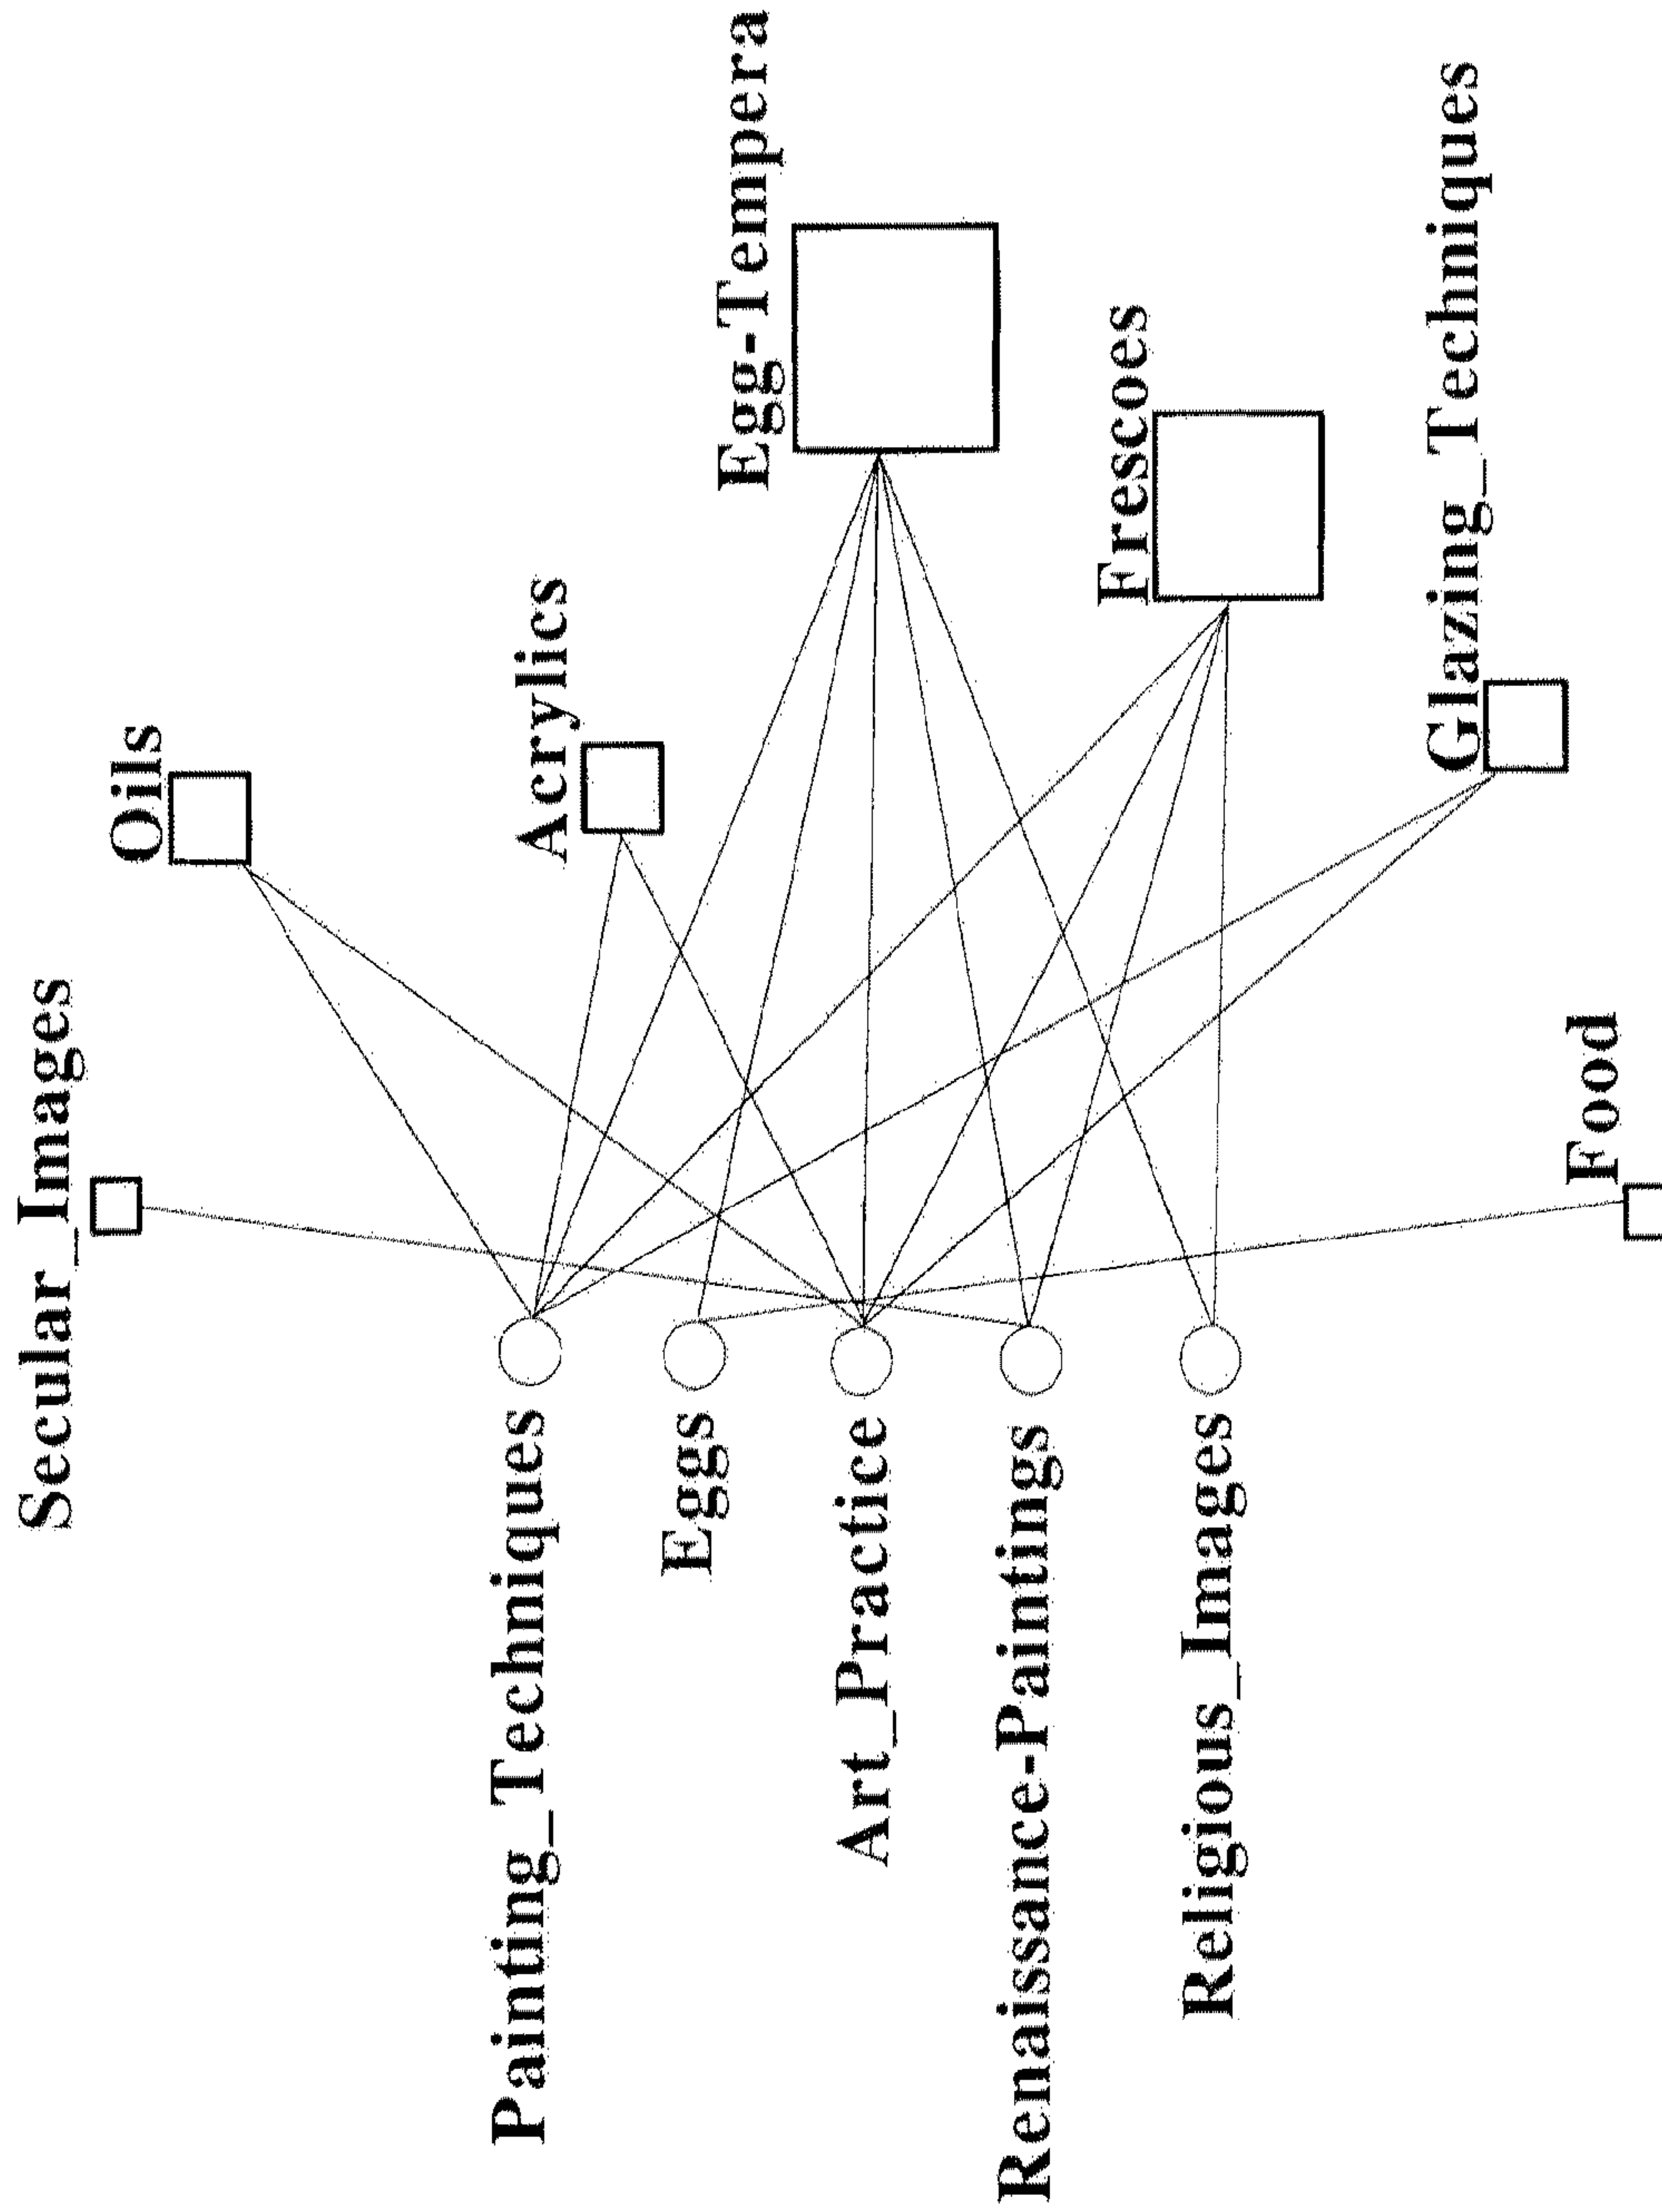 Secular_Images
Oils
Acrylics
Egg-Tempera
Frescoes
Glazing_Techniques
Food
Painting_Techniques
Eggs
Art_Practice
Renaissance-Paintings
Religious_Images